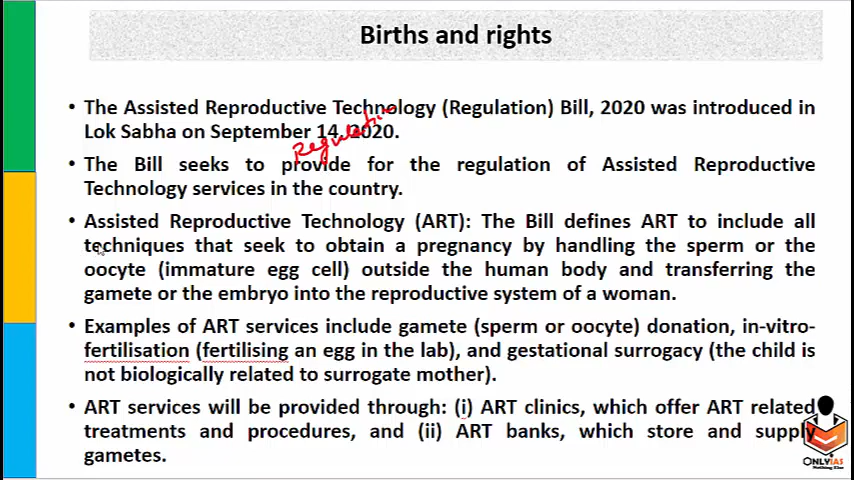 Births and rights
• The Assisted Reproductive Technology (Regulation) Bill, 2020 was introduced in
Lok Sabha on September 14, 2020.
Regulation
• The Bill seeks to provide for the regulation of Assisted Reproductive
Technology services in the country.
• Assisted Reproductive Technology (ART): The Bill defines ART to include all
techniques that seek to obtain a pregnancy by handling the sperm or the
oocyte (immature egg cell) outside the human body and transferring the
gamete or the embryo into the reproductive system of a woman.
• Examples of ART services include gamete (sperm or oocyte) donation, in-vitro-
fertilisation (fertilising an egg in the lab), and gestational surrogacy (the child is
not biologically related to surrogate mother).
• ART services will be provided through: (i) ART clinics, which offer ART related
treatments and procedures, and (ii) ART banks, which store and supply
gametes.
ONLYIAS
Nothing Else